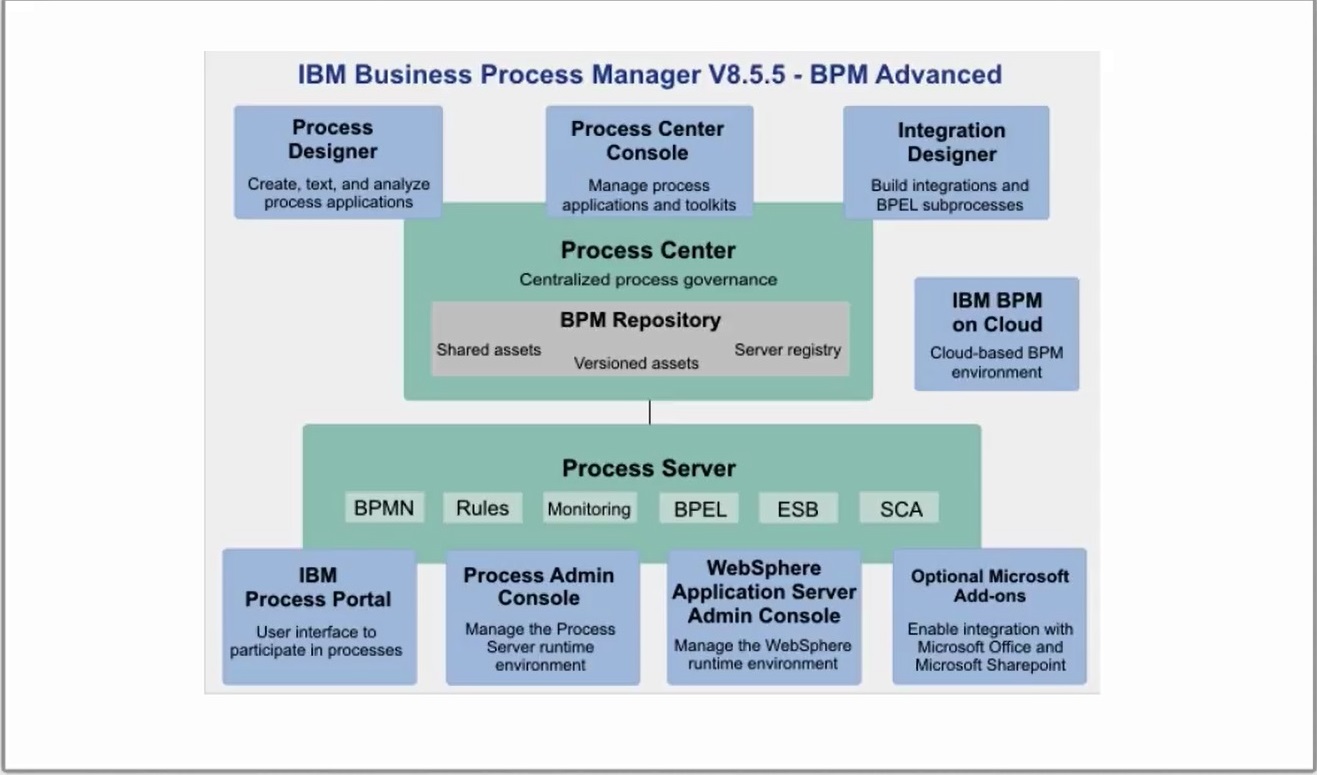 IBM Business Process Manager V8.5.5 - BPM Advanced
Process
Designer
Create, text, and analyze
process applications
Process Center
Console
Manage process
applications and toolkits
Integration
Designer
Build integrations and
BPEL subprocesses
Process Center
Centralized process governance
BPM Repository
Shared assets
Versioned assets
Server registry
IBM BPM
on Cloud
Cloud-based BPM
environment
Process Server
BPMN
Rules
Monitoring
BPEL
ESB
SCA
IBM
Process Portal
User interface to
participate in processes
Process Admin
Console
Manage the Process
Server runtime
environment
WebSphere
Application Server
Admin Console
Manage the WebSphere
runtime environment
Optional Microsoft
Add-ons
Enable integration with
Microsoft Office and
Microsoft Sharepoint